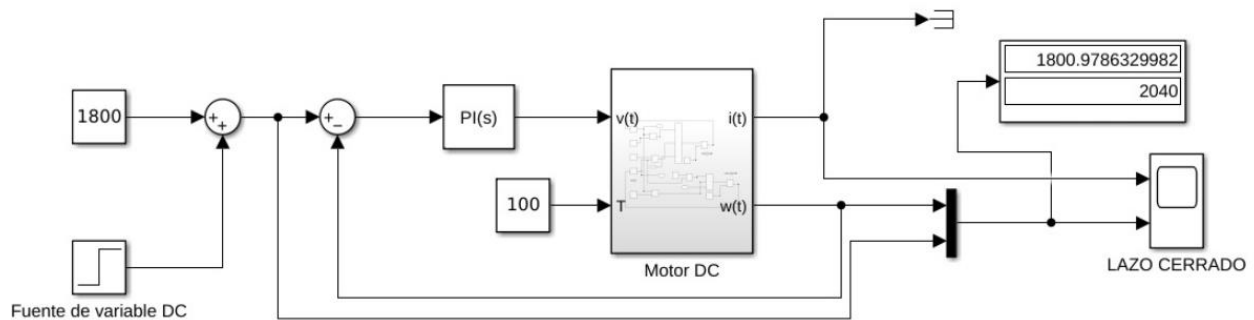 1800
+
+
+
−
PI(s)
v(t)
i(t)
1800.9786329982
2040
100
T
w(t)
Motor DC
LAZO CERRADO
Fuente de variable DC